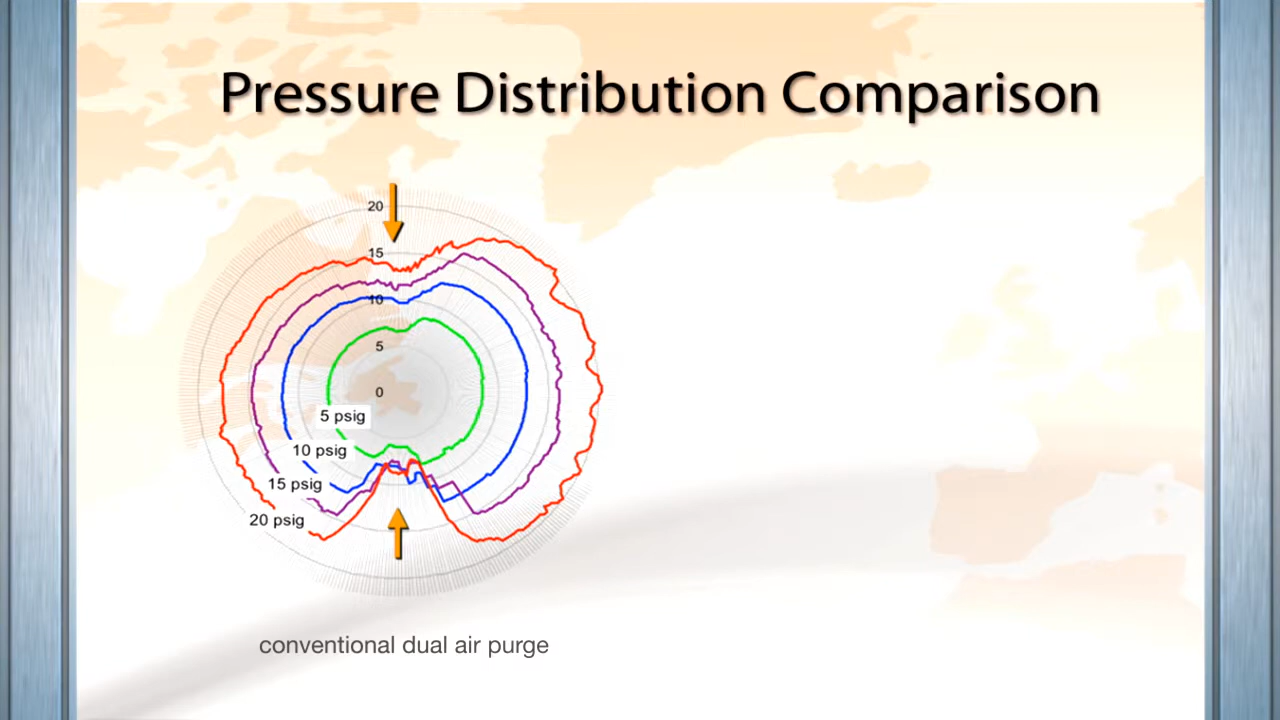 Pressure Distribution Comparison
20
15
10
5
0
5 psig
10 psig
15 psig
20 psig
conventional dual air purge